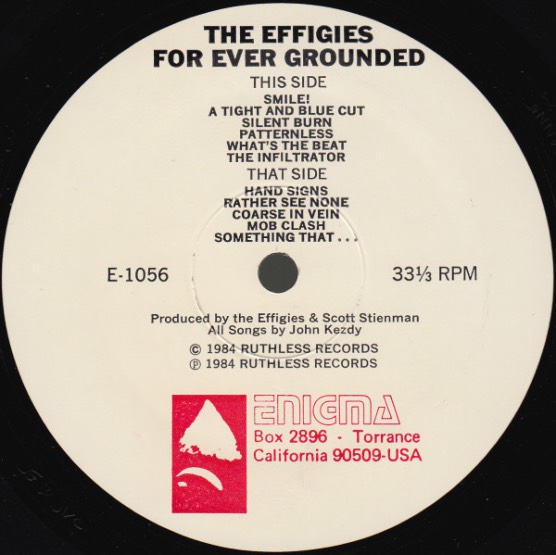 THE EFFIGIES
FOR EVER GROUNDED
THIS SIDE
SMILE!
A TIGHT AND BLUE CUT
SILENT BURN
PATTERNLESS
WHAT'S THE BEAT
THE INFILTRATOR
THAT SIDE
HAND SIGNS
RATHER SEE NONE
COARSE IN VEIN
MOB CLASH
SOMETHING THAT . . .
E-1056
33⅓ RPM
Produced by the Effigies & Scott Stienman
All Songs by John Kezdy
© 1984 RUTHLESS RECORDS
℗ 1984 RUTHLESS RECORDS
ENIGMA
Box 2896 - Torrance
California 90509-USA